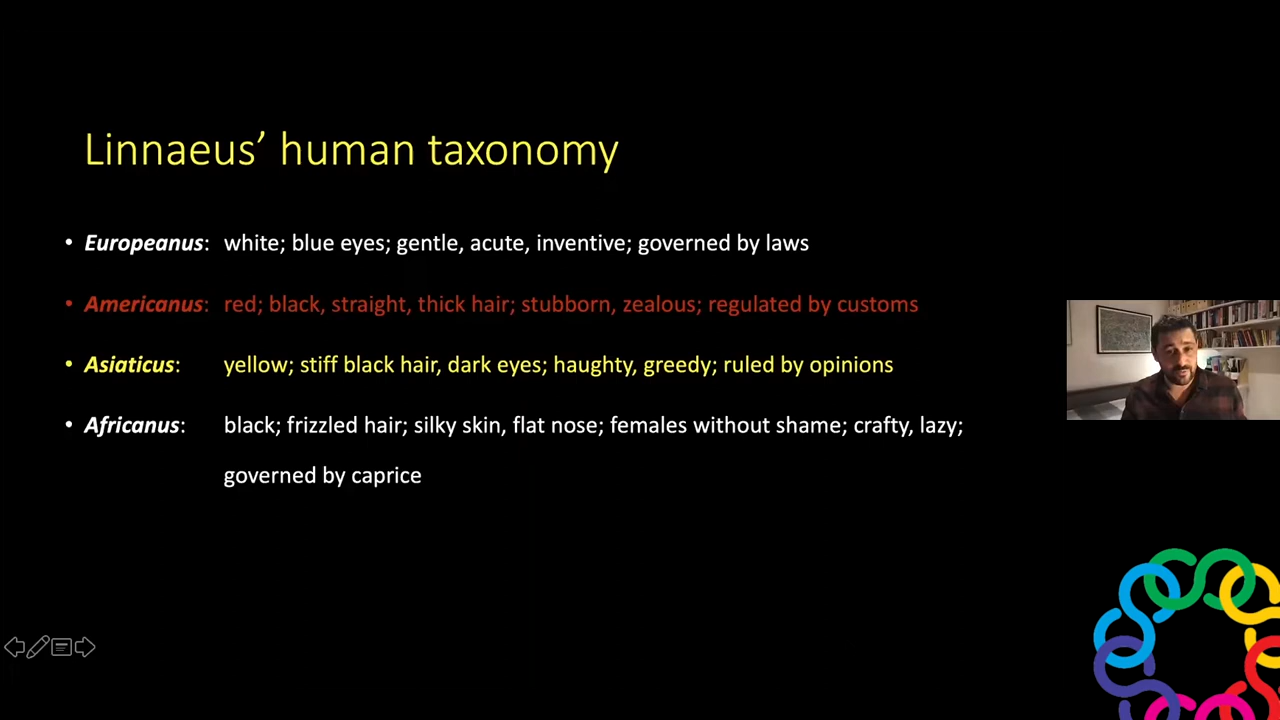 Linnaeus’ human taxonomy
• Europeanus: white; blue eyes; gentle, acute, inventive; governed by laws
• Americanus: red; black, straight, thick hair; stubborn, zealous; regulated by customs
• Asiaticus: yellow; stiff black hair, dark eyes; haughty, greedy; ruled by opinions
• Africanus: black; frizzled hair; silky skin, flat nose; females without shame; crafty, lazy;
governed by caprice